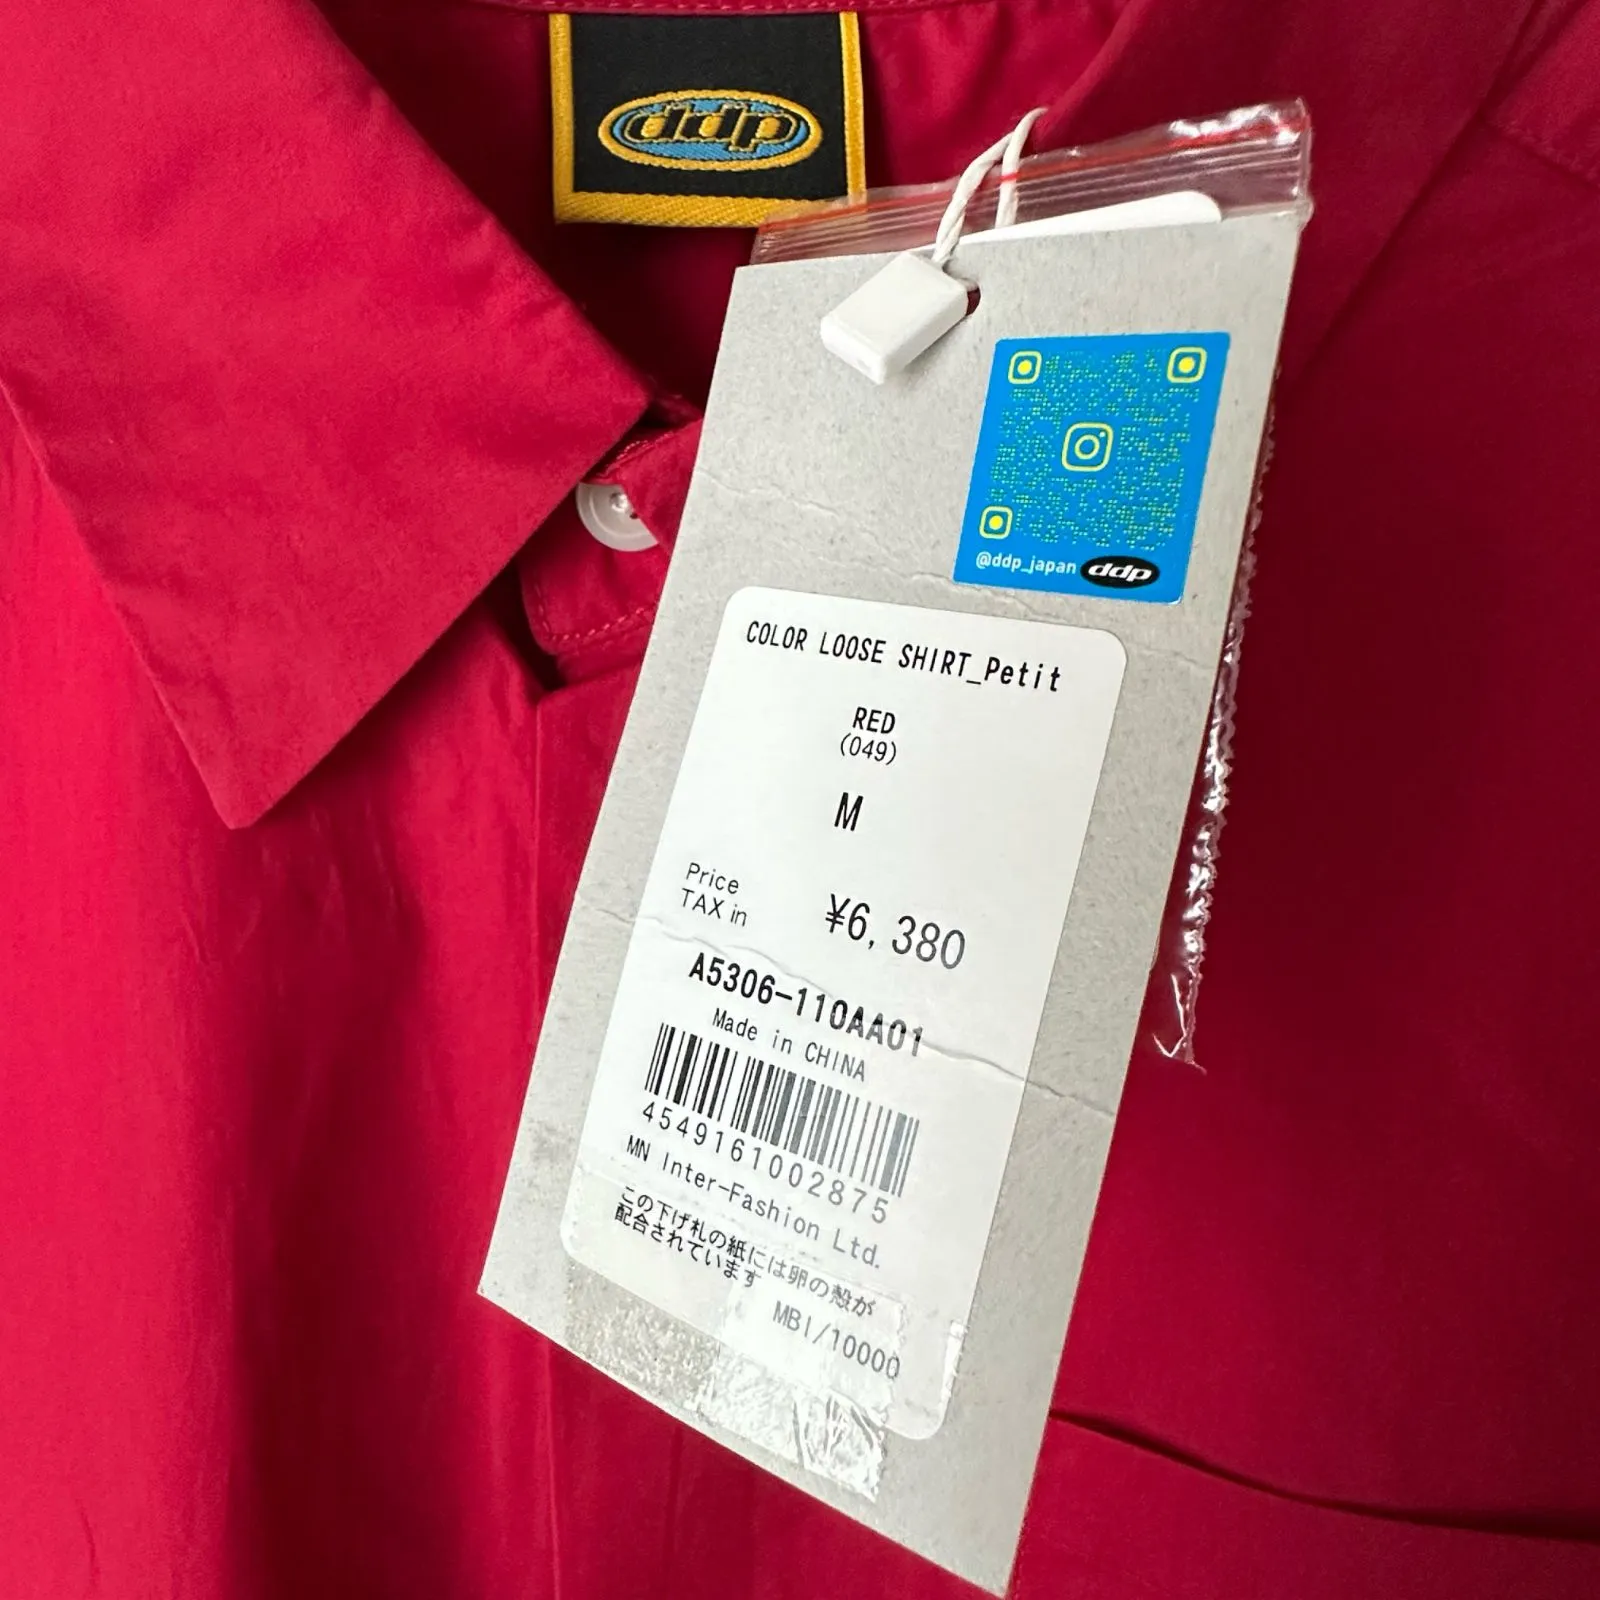 ddp
@ddp_japan ddp
COLOR LOOSE SHIRT_Petit
RED
(049)
M
Price
TAX in
¥6,380
A5306-110AA01
Made in CHINA
4549161002875
MN Inter-Fashion Ltd.
この下げ札の紙には卵の殻が
配合されています
MBI/10000